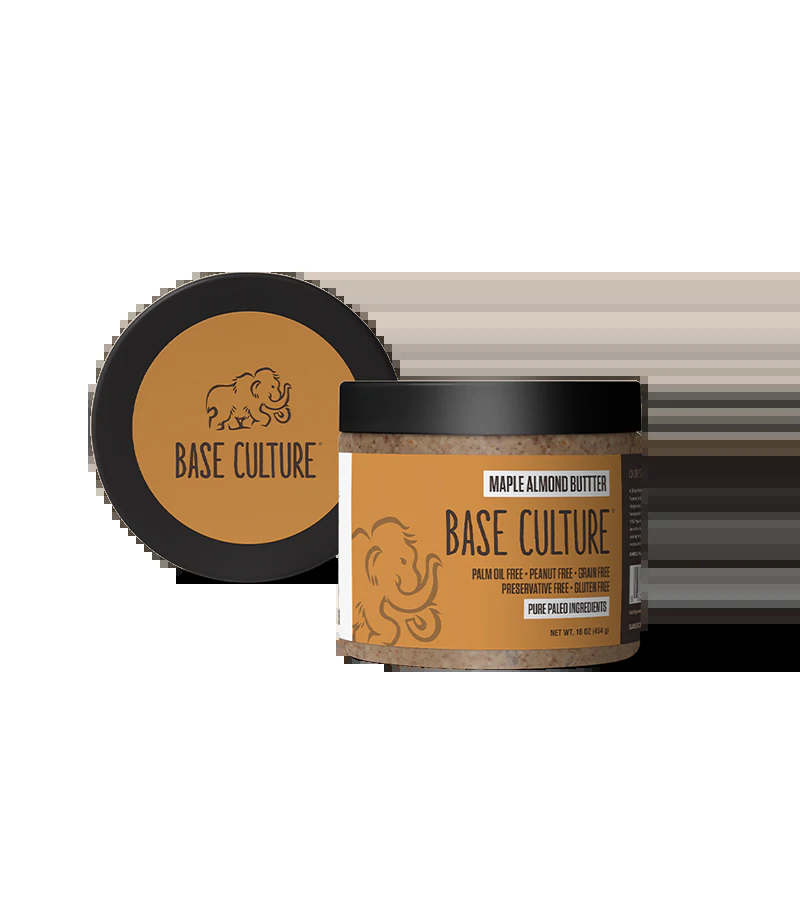 BASE CULTURE®
MAPLE ALMOND BUTTTER
BASE CULTURE®
PALM OIL FREE • PEANUT FREE • GRAIN FREE
PRESERVATIVE FREE • GLUTEN FREE
PURE PALEO INGREDIENTS
NET WT. 16 OZ (454 g)